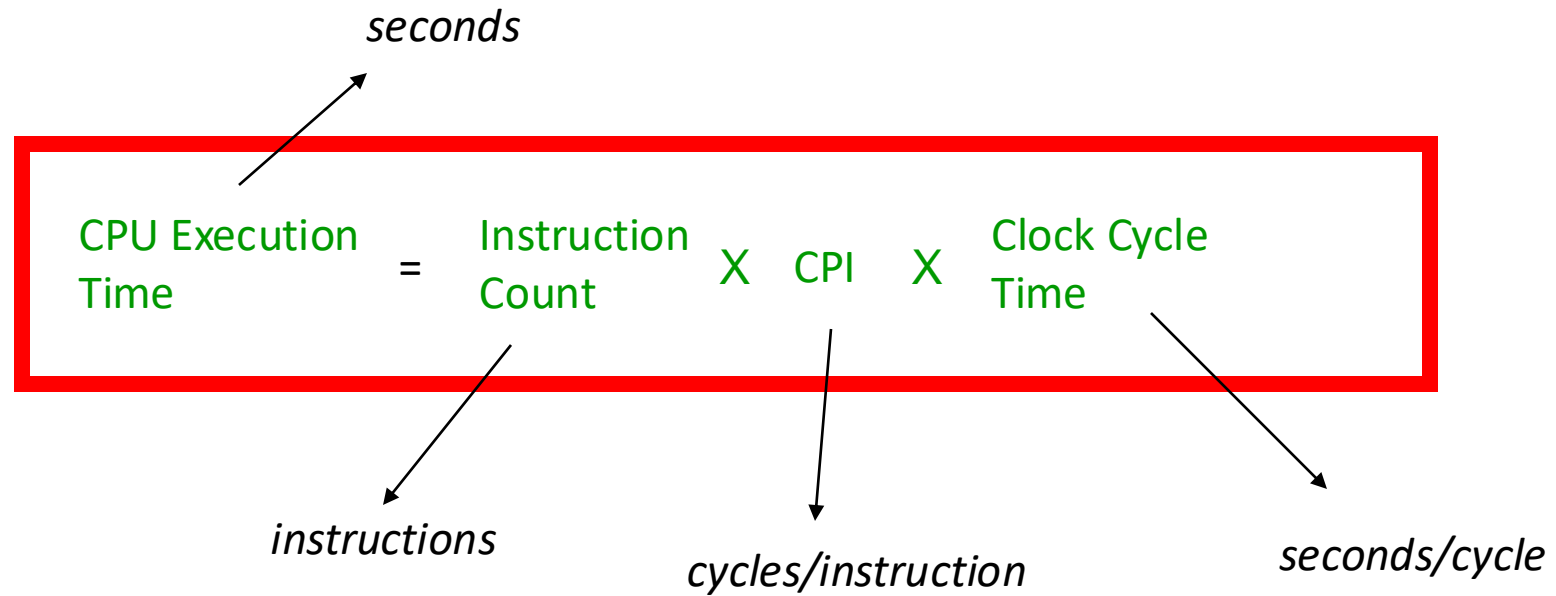 seconds
CPU Execution Time = Instruction Count X CPI X Clock Cycle Time
instructions
cycles/instruction
seconds/cycle